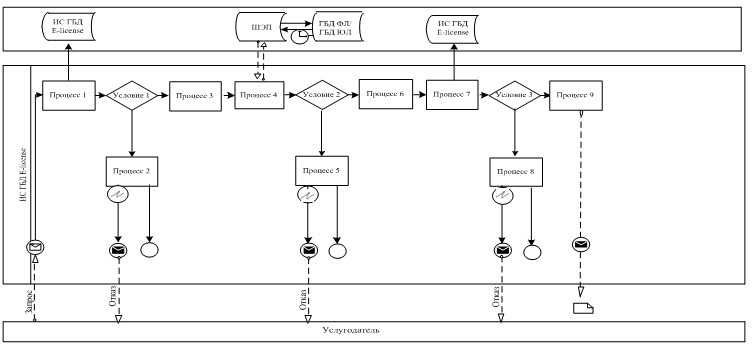 ИС ГБД
E-license
ШЭП
ГБД ФЛ/
ГБД ЮЛ
ИС ГБД
E-license
ИС ГБД E-license
Процесс 1
Условие 1
Процесс 3
Процесс 4
Условие 2
Процесс 6
Процесс 7
Условие 3
Процесс 9
Процесс 2
Процесс 5
Процесс 8
Запрос
Отказ
Отказ
Отказ
Услугодатель